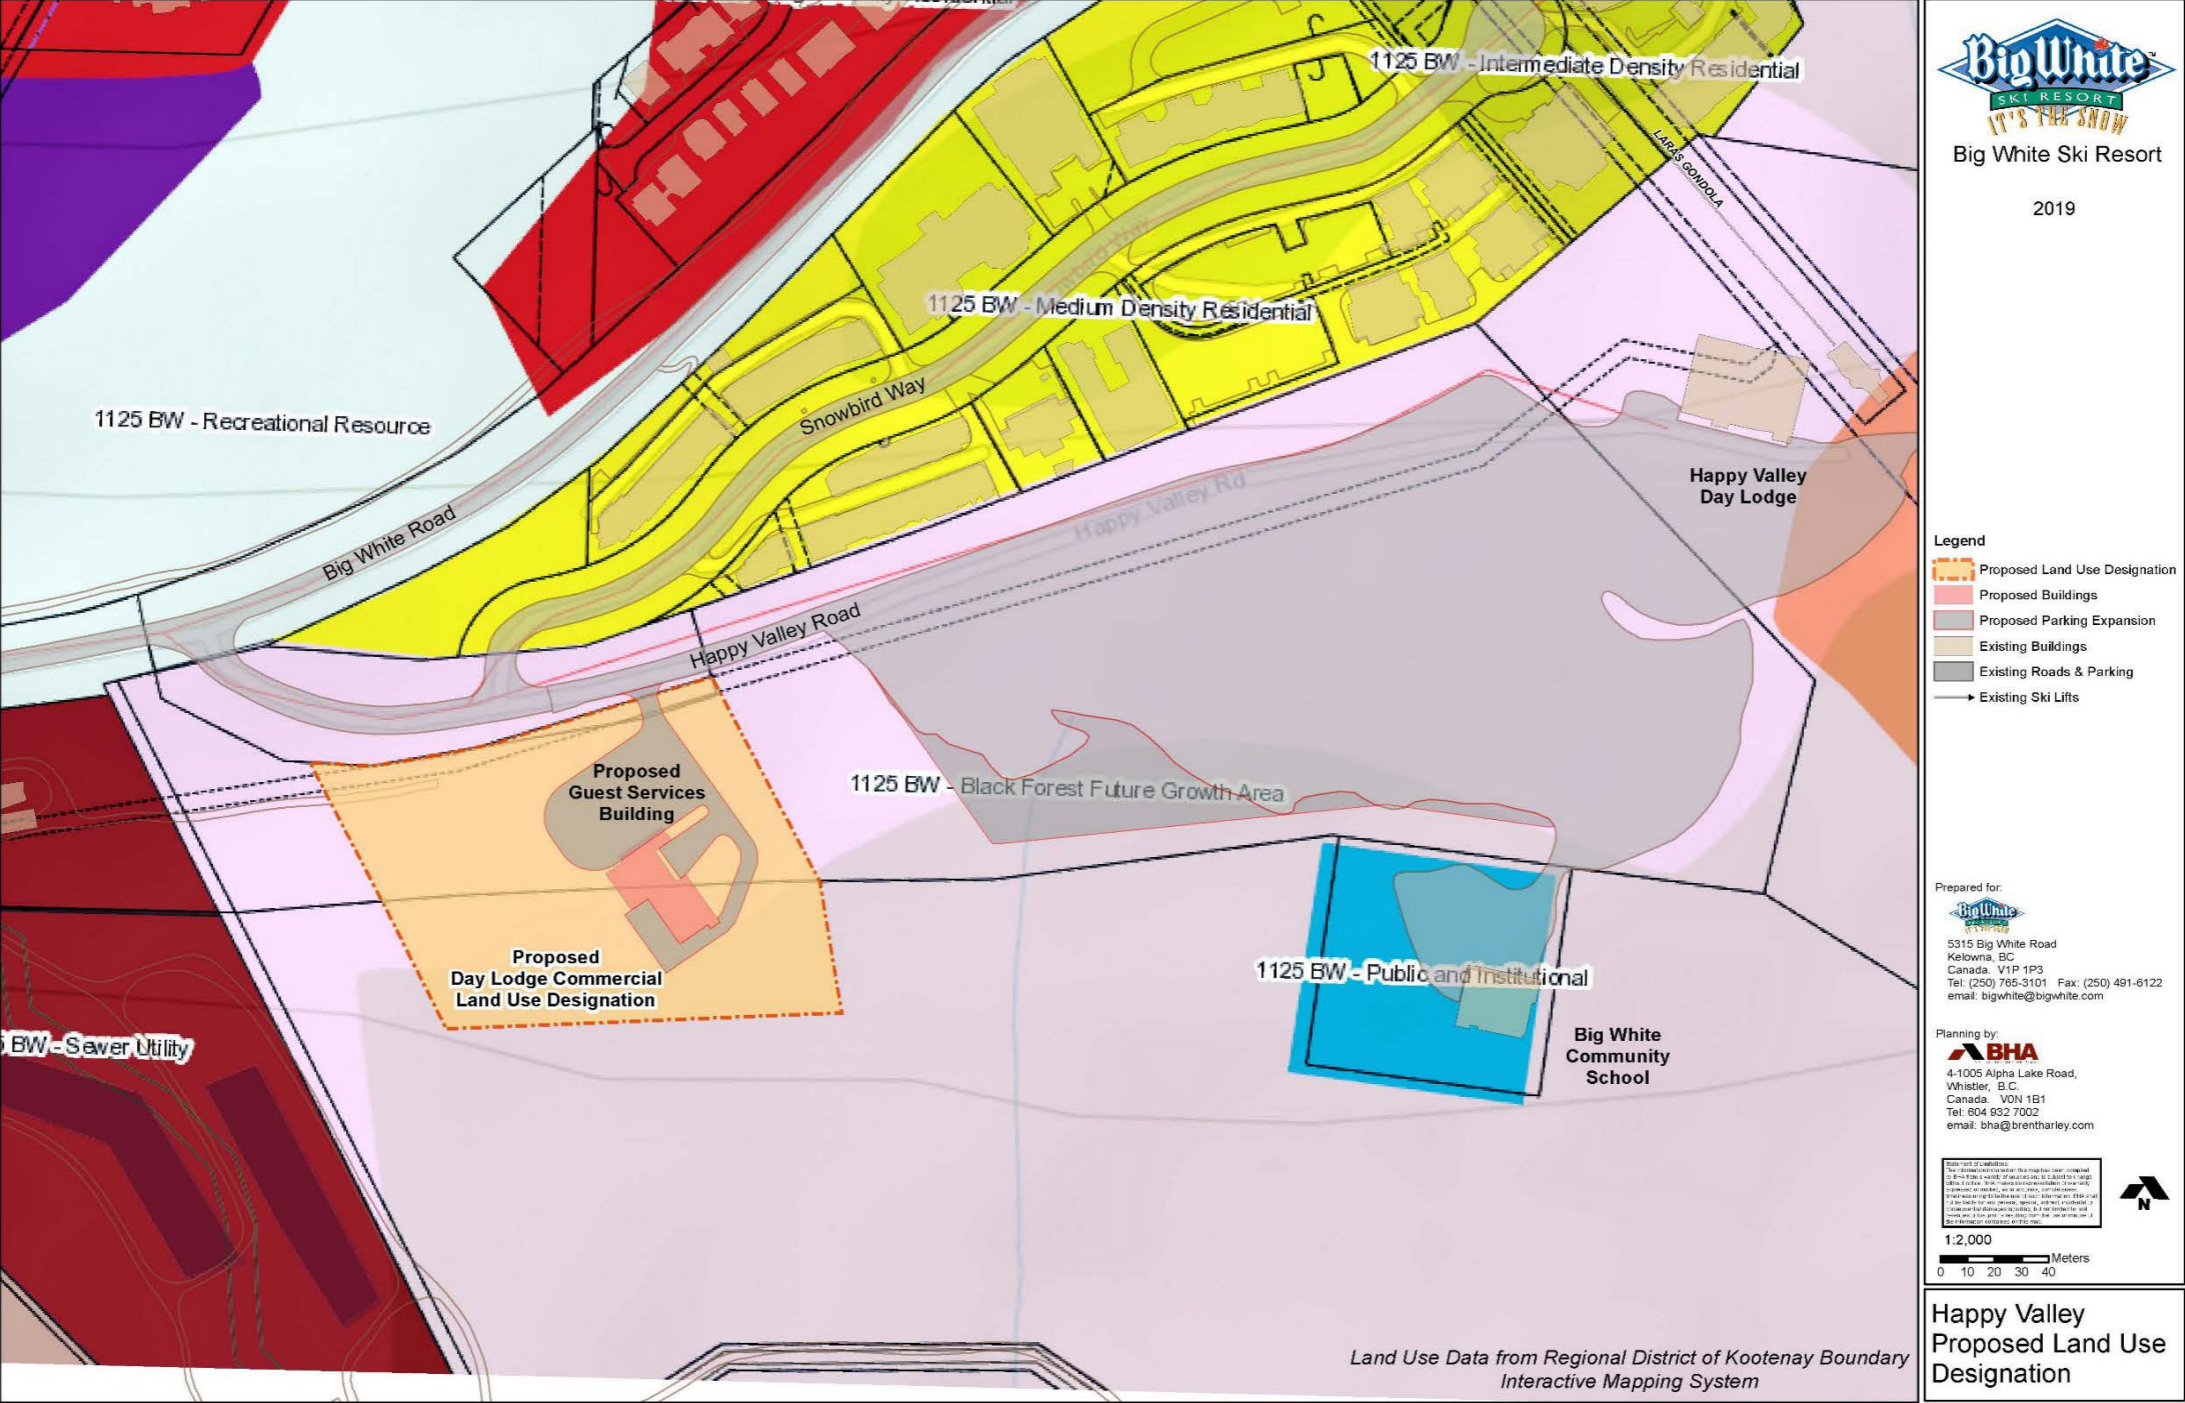 1125 BW - Intermediate Density Residential
LARAS GONDOLA
Snowbird Way
1125 BW - Medium Density Residential
Snowbird Way
1125 BW - Recreational Resource
Big White Road
Happy Valley Rd
Happy Valley
Day Lodge
Happy Valley Road
Proposed
Guest Services
Building
1125 BW - Black Forest Future Growth Area
Proposed
Day Lodge Commercial
Land Use Designation
1125 BW - Public and Institutional
Big White
Community
School
BW - Sewer Utility
Land Use Data from Regional District of Kootenay Boundary
Interactive Mapping System
Big White
SKI RESORT
IT'S THE SNOW
Big White Ski Resort
2019
Legend
Proposed Land Use Designation
Proposed Buildings
Proposed Parking Expansion
Existing Buildings
Existing Roads & Parking
Existing Ski Lifts
Prepared for:
Big White
5315 Big White Road
Kelowna, BC
Canada. V1P 1P3
Tel: (250) 765-3101 Fax: (250) 491-6122
email: bigwhite@bigwhite.com
Planning by:
BHA
4-1005 Alpha Lake Road,
Whistler, B.C.
Canada. V0N 1B1
Tel: 604 932 7002
email: bha@brentharley.com
N
1:2,000
Meters
0 10 20 30 40
Happy Valley
Proposed Land Use
Designation